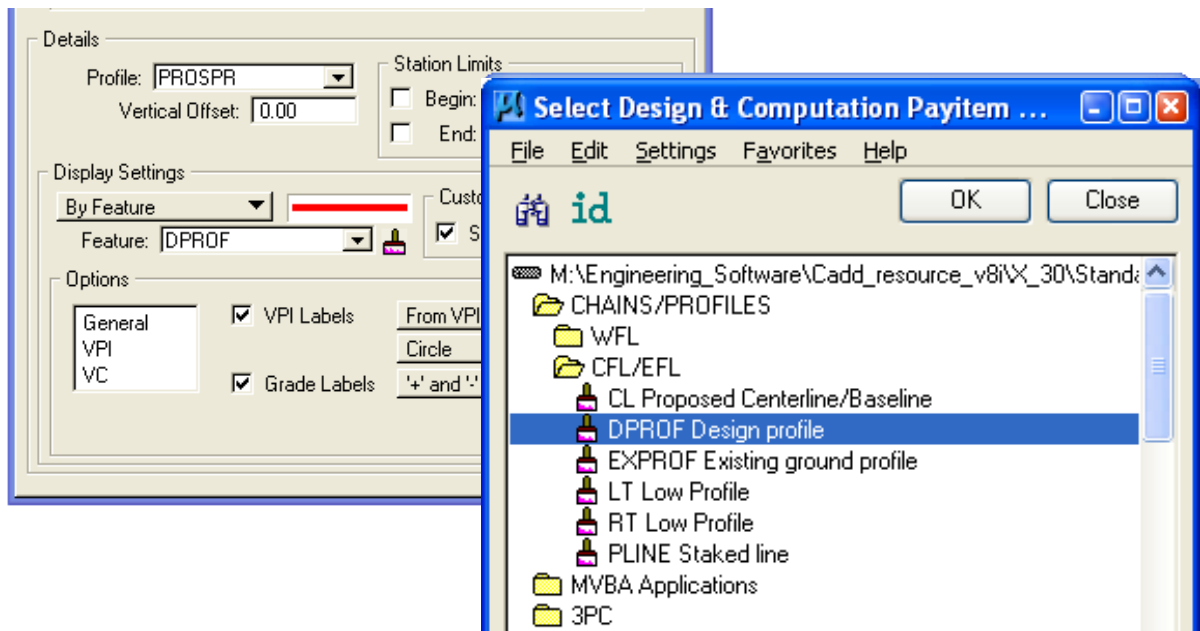 Details
Profile: PROSPR
Vertical Offset: 0.00
Station Limits
Begin:
End:
Display Settings
By Feature
Feature: DPROF
Options
General
VPI
VC
VPI Labels
From VPI
Circle
Grade Labels
'+' and '-'
Select Design & Computation Payitem ...
File Edit Settings Favorites Help
id
OK
Close
M:\Engineering_Software\Cadd_resource_v8i\X_30\Standa
CHAINS/PROFILES
WFL
CFL/EFL
CL Proposed Centerline/Baseline
DPROF Design profile
EXPROF Existing ground profile
LT Low Profile
RT Low Profile
PLINE Staked line
MVBA Applications
3PC